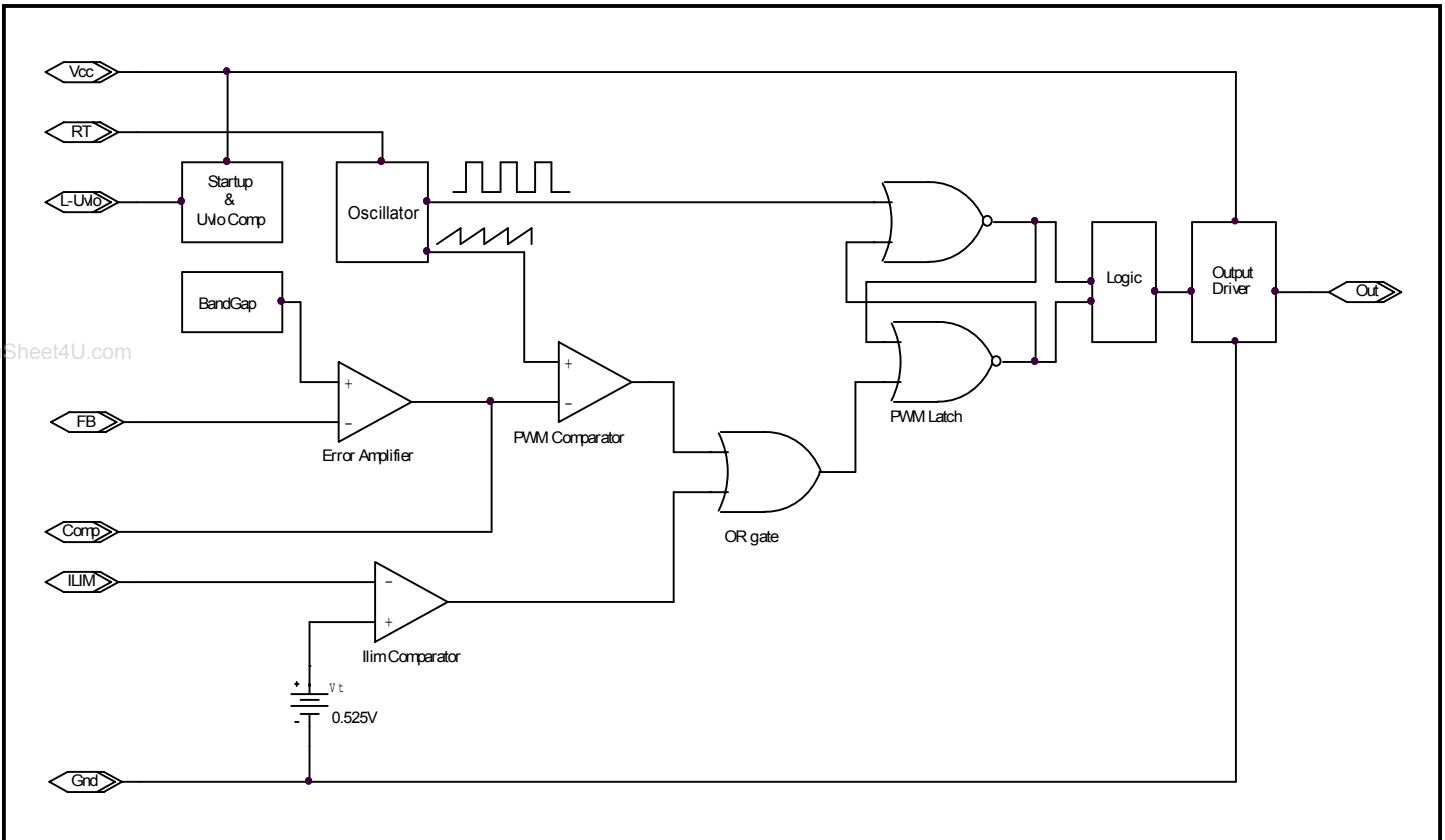 Vcc
RT
L-Uvlo
Startup
&
Uvlo Comp
Oscillator
BandGap
Logic
Output
Driver
Out
Sheet4U.com
+
-
FB
Error Amplifier
+
-
PWM Comparator
PWM Latch
Comp
OR gate
ILIM
-
+
Ilim Comparator
+
Vt
-
0.525V
Gnd